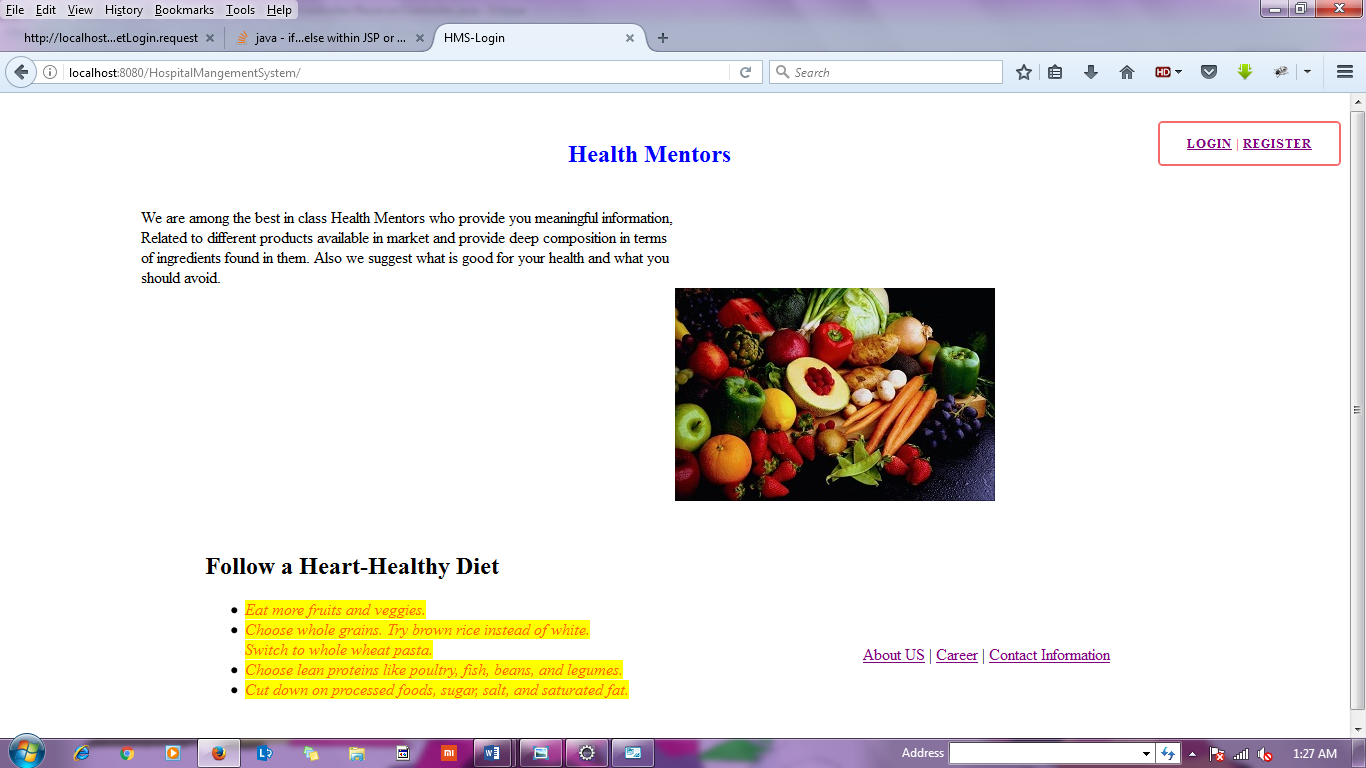 File Edit View History Bookmarks Tools Help
http://localhost...etLogin.request
java - if...else within JSP or ...
HMS-Login
localhost:8080/HospitalMangementSystem/
Search
HD
LOGIN | REGISTER
Health Mentors
We are among the best in class Health Mentors who provide you meaningful information,
Related to different products available in market and provide deep composition in terms
of ingredients found in them. Also we suggest what is good for your health and what you
should avoid.
Follow a Heart-Healthy Diet
Eat more fruits and veggies.
Choose whole grains. Try brown rice instead of white.
Switch to whole wheat pasta.
Choose lean proteins like poultry, fish, beans, and legumes.
Cut down on processed foods, sugar, salt, and saturated fat.
About US | Career | Contact Information
Address
1:27 AM